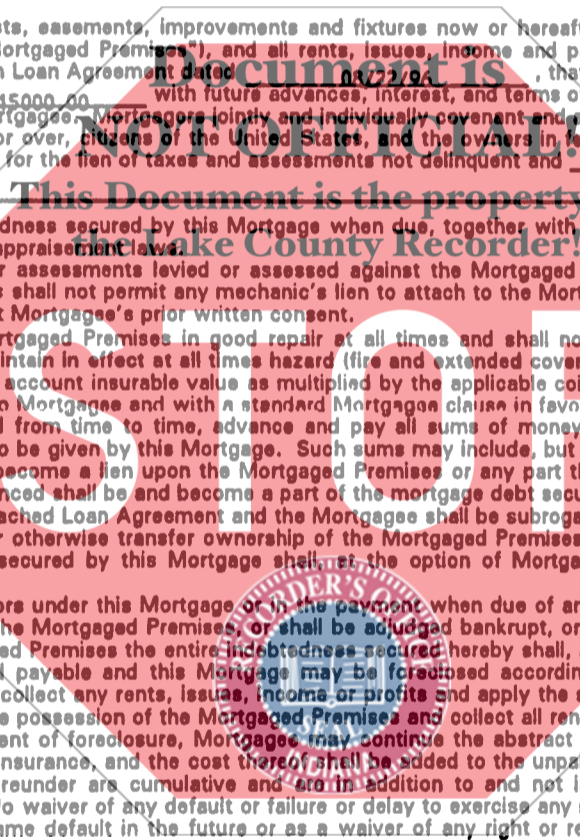 ts, easements, improvements and fixtures now or hereaf
ortgaged Premises"), and all rents, issues, income and p
n Loan Agreement dated 08/22/96, tha
Document is
15000.00 with future advances, interest, and terms o
rtgagee. Mortgagors jointly and individually covenant and
NOT OFFICIAL!
or over, citizens of the United States, and the owners in f
for the lien of taxes and assessments not delinquent and
This Document is the property
dness secured by this Mortgage when due, together with
the Lake County Recorder!
appraisement laws.
r assessments levied or assessed against the Mortgaged
s shall not permit any mechanic's lien to attach to the Mor
t Mortgagee's prior written consent.
rtgaged Premises in good repair at all times and shall no
intain in effect at all times hazard (fire and extended cove
account insurable value as multiplied by the applicable co
o Mortgagee and with a standard Mortgagee clause in favo
STOP
d from time to time, advance and pay all sums of money
o be given by this Mortgage. Such sums may include, but
become a lien upon the Mortgaged Premises or any part t
nced shall be and become a part of the mortgage debt secu
ached Loan Agreement and the Mortgagee shall be subroga
r otherwise transfer ownership of the Mortgaged Premises
secured by this Mortgage shall, at the option of Mortga
ors under this Mortgage or in the payment when due of an
he Mortgaged Premises, or shall be adjudged bankrupt, or
ed Premises the entire indebtedness secured hereby shall,
payable and this Mortgage may be foreclosed accordin
collect any rents, issues, income or profits and apply the
e possession of the Mortgaged Premises and collect all ren
ent of foreclosure, Mortgagee may continue the abstract
nsurance, and the cost thereof shall be added to the unpa
reunder are cumulative and are in addition to and not i
o waiver of any default or failure or delay to exercise any
me default in the future or as a waiver of any right or r
RECORDER'S OFFICE
SEAL
INDIANA